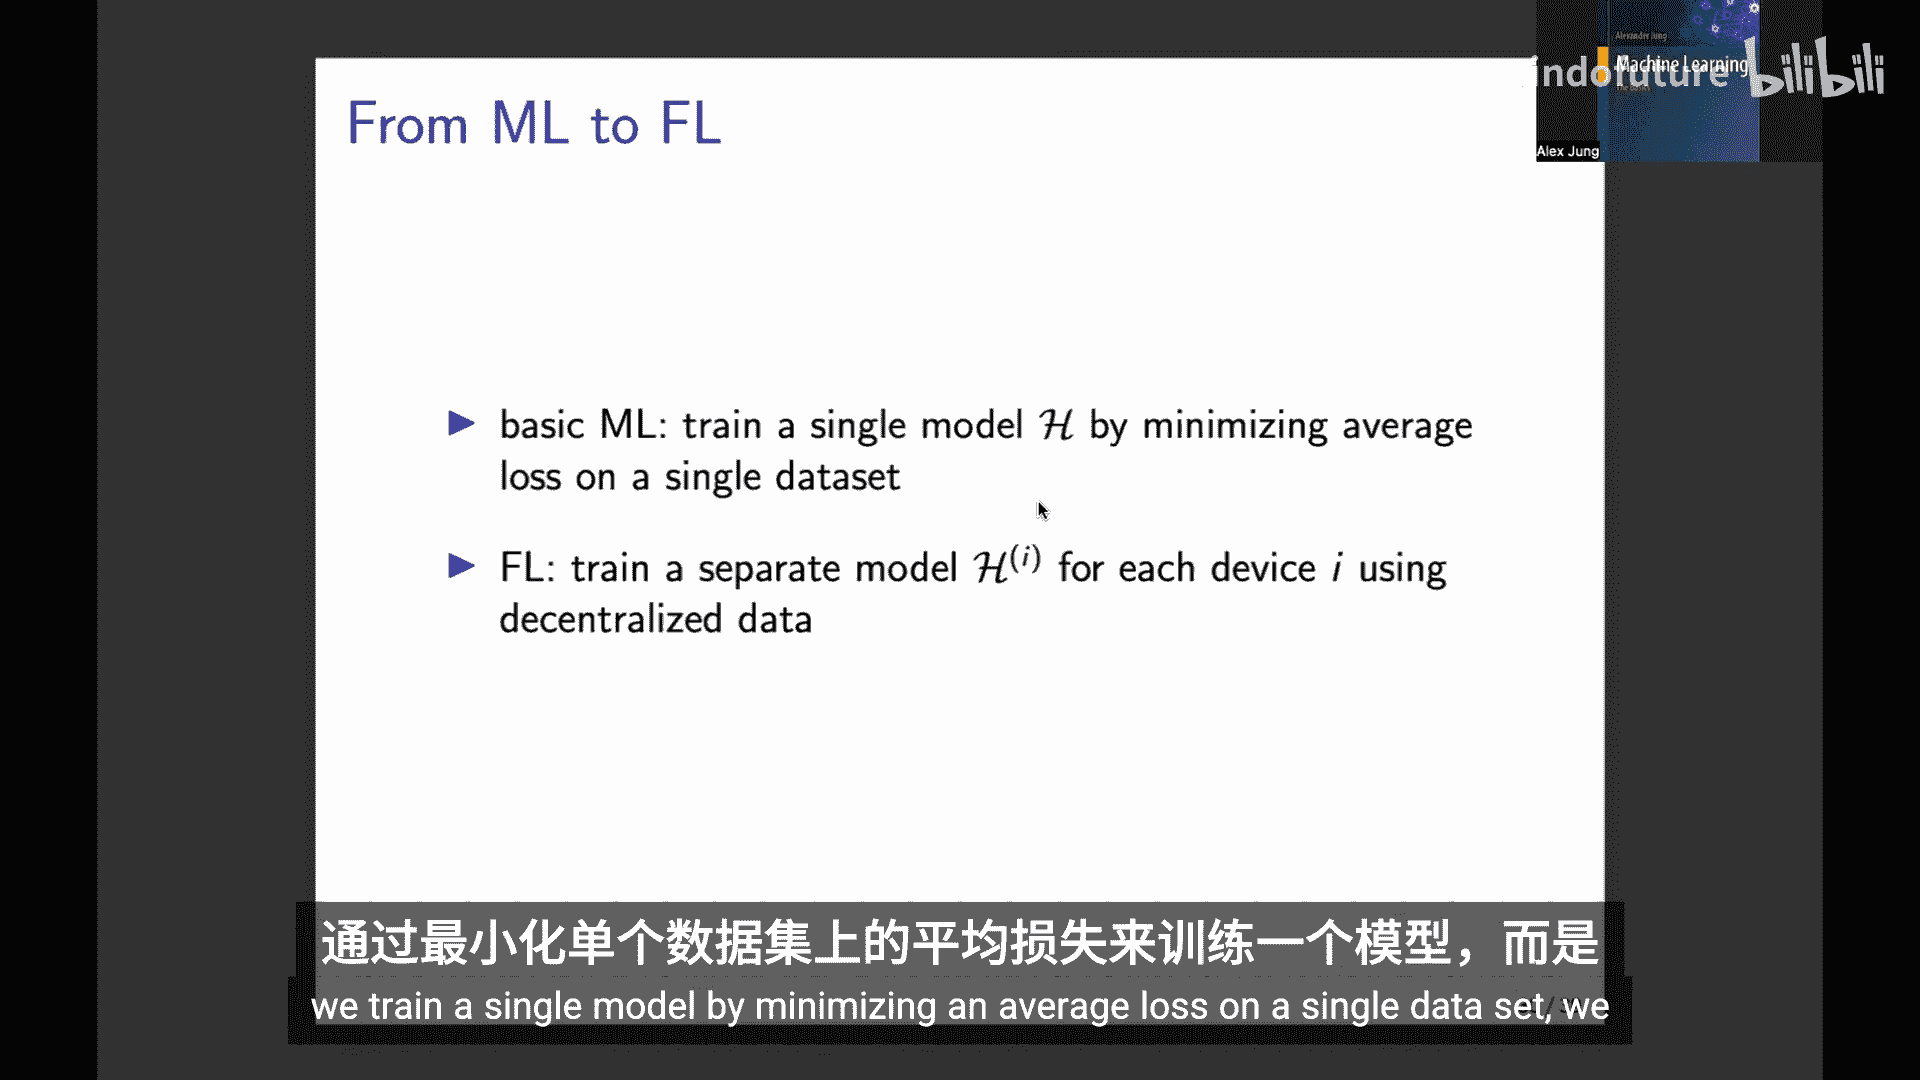 From ML to FL
Alexander Jung
Machine Learning
indofuture bilibili
Alex Jung
▶ basic ML: train a single model ℋ by minimizing average
loss on a single dataset
▶ FL: train a separate model ℋ⁽ⁱ⁾ for each device i using
decentralized data
通过最小化单个数据集上的平均损失来训练一个模型，而是
we train a single model by minimizing an average loss on a single data set, we